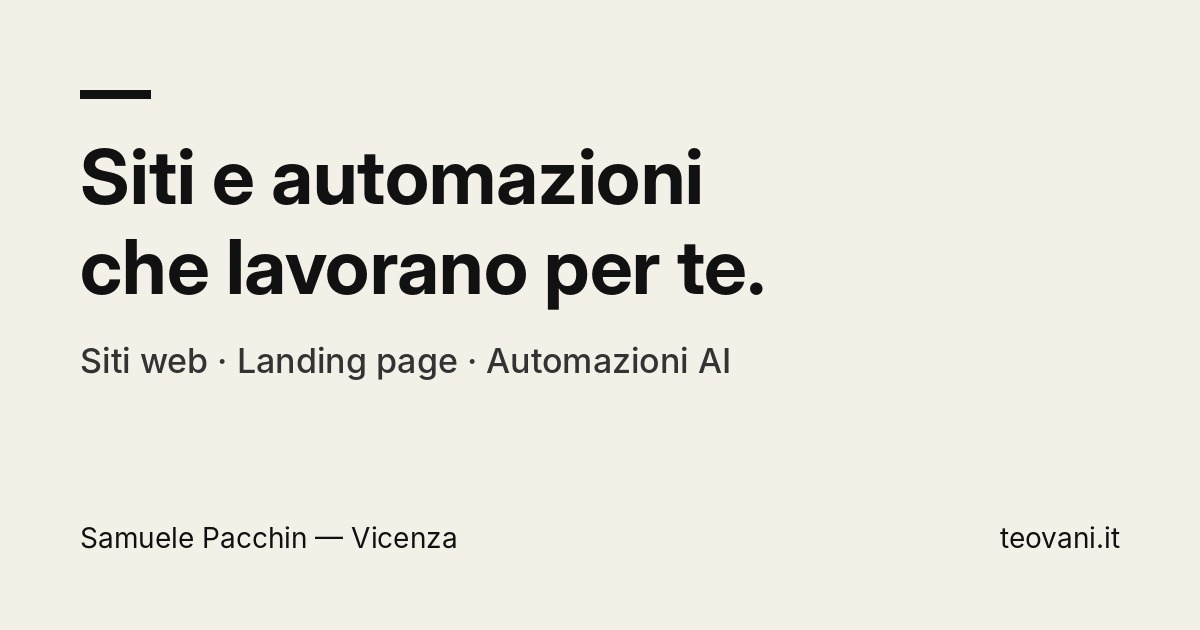 Siti e automazioni
che lavorano per te.
Siti web · Landing page · Automazioni AI
Samuele Pacchin — Vicenza
teovani.it